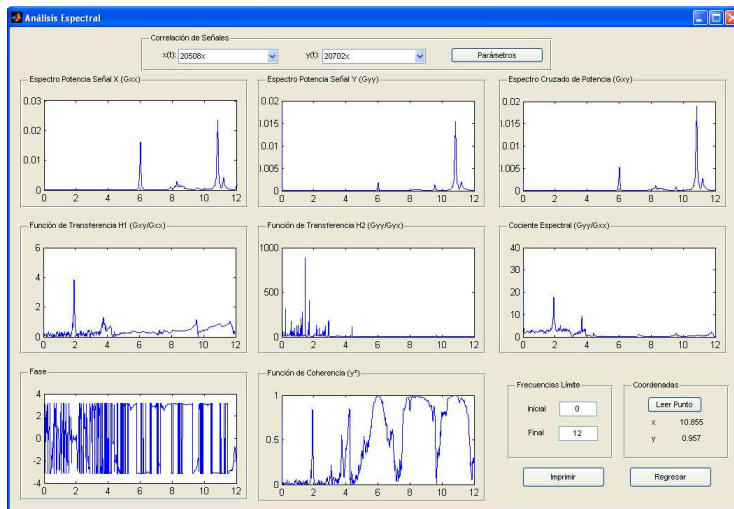 Análisis Espectral
Correlación de Señales
x(t): 20508x y(t): 20702x Parámetros
Espectro Potencia Señal X (Gxx)
0.03
0.02
0.01
0
0 2 4 6 8 10 12
Espectro Potencia Señal Y (Gyy)
0.02
0.015
0.01
0.005
0
0 2 4 6 8 10 12
Espectro Cruzado de Potencia (Gxy)
0.02
0.015
0.01
0.005
0
0 2 4 6 8 10 12
Función de Transferencia H1 (Gxy/Gxx)
6
4
2
0
0 2 4 6 8 10 12
Función de Transferencia H2 (Gyy/Gyx)
1000
500
0
0 2 4 6 8 10 12
Cociente Espectral (Gyy/Gxx)
40
30
20
10
0
0 2 4 6 8 10 12
Fase
4
2
0
-2
-4
0 2 4 6 8 10 12
Función de Coherencia (γ²)
1
0.5
0
0 2 4 6 8 10 12
Frecuencias Límite
Inicial 0
Final 12
Coordenadas
Leer Punto
x 10.855
y 0.957
Imprimir
Regresar